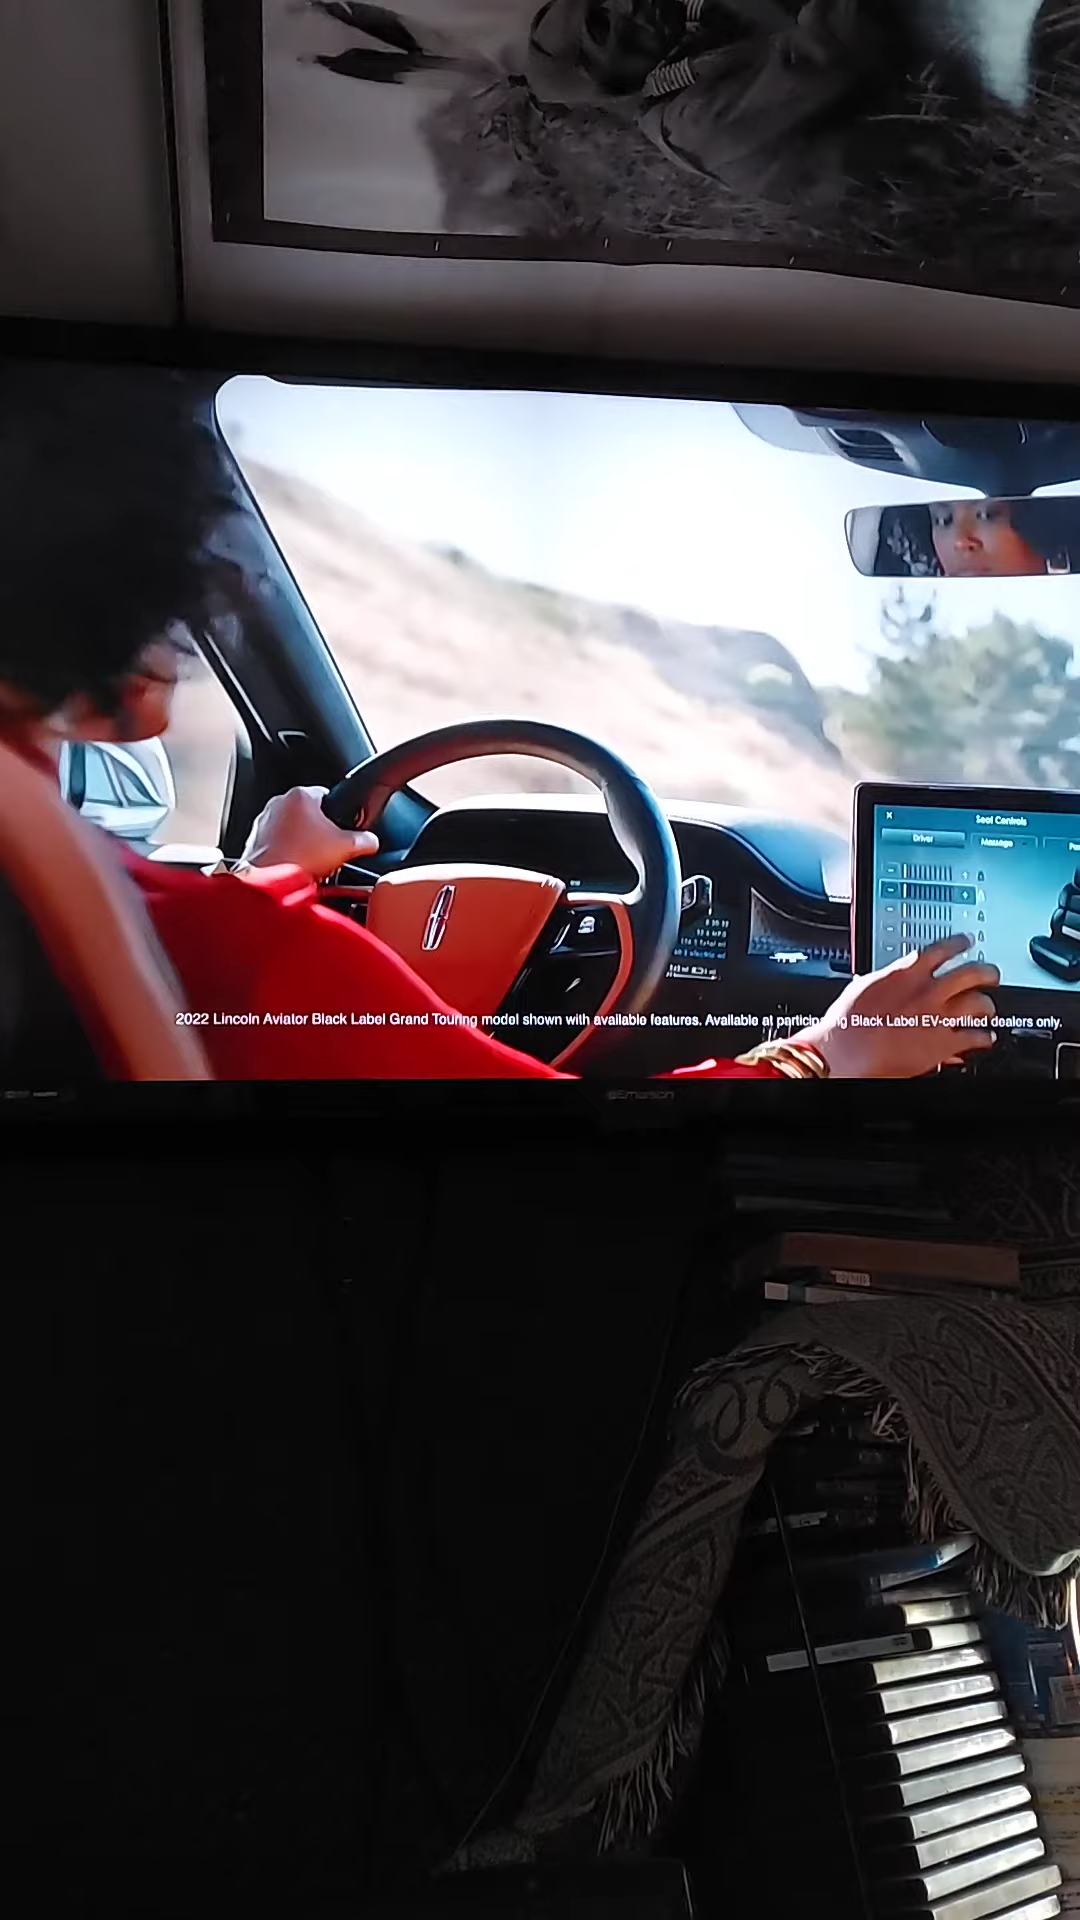 Seat Controls
Driver
Massage
2022 Lincoln Aviator Black Label Grand Touring model shown with available features. Available at participating Black Label EV-certified dealers only.
Emerson